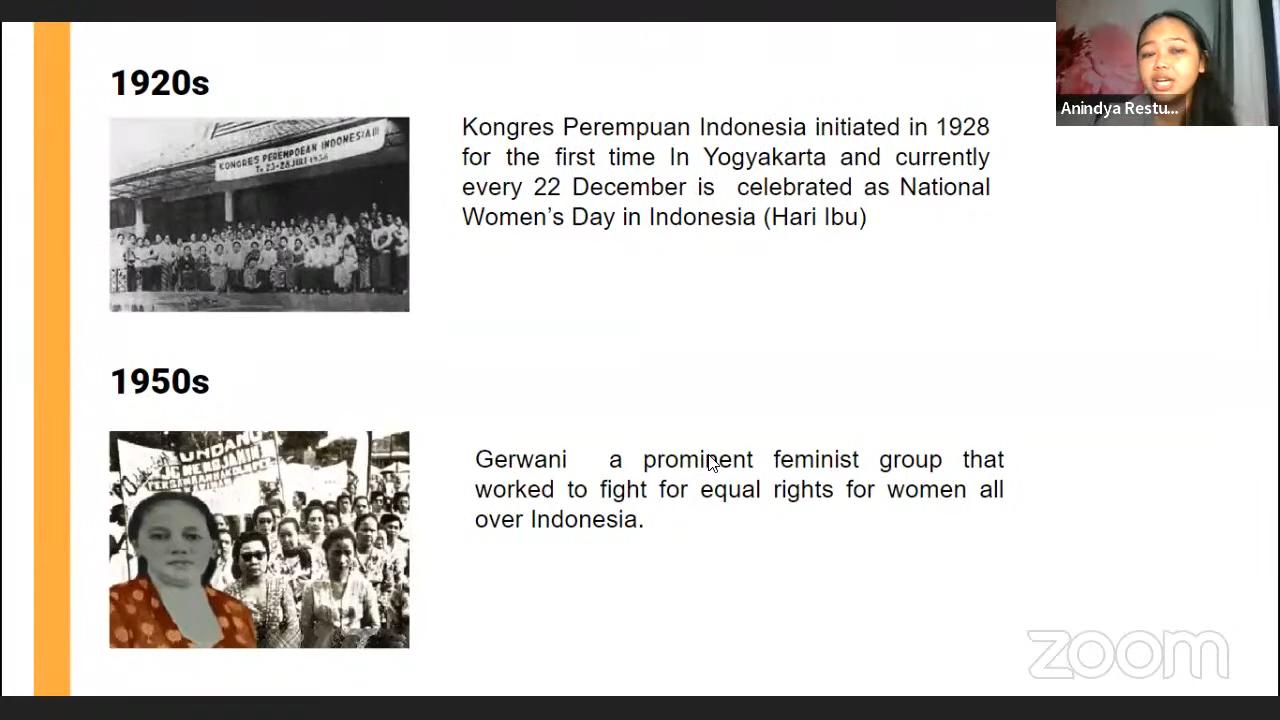 1920s
KONGRES PEREMPOEAN INDONESIA III
Kongres Perempuan Indonesia initiated in 1928
for the first time In Yogyakarta and currently
every 22 December is celebrated as National
Women’s Day in Indonesia (Hari Ibu)
Anindya Restu...
1950s
UNDANG
Gerwani a prominent feminist group that
worked to fight for equal rights for women all
over Indonesia.
zoom